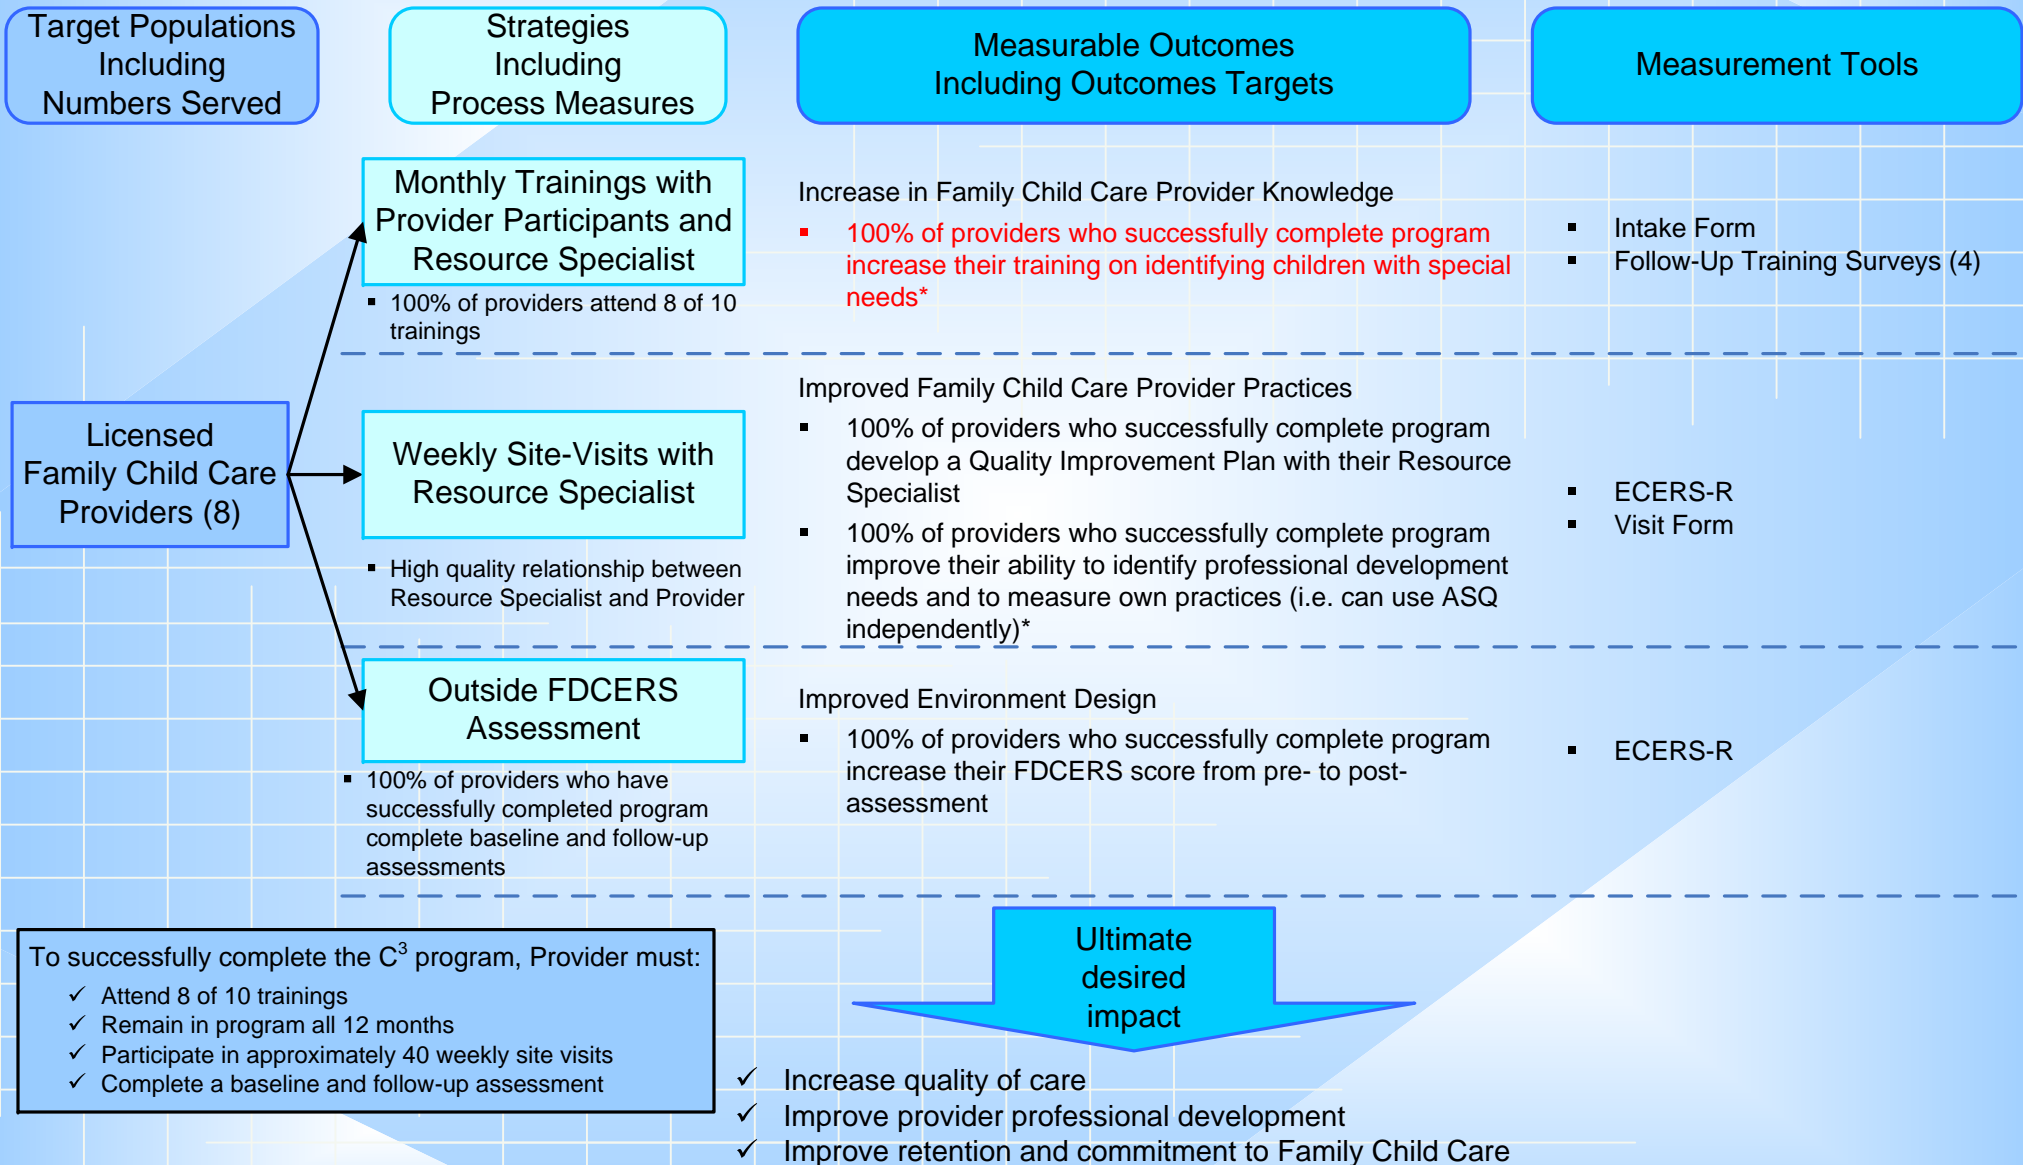 Target Populations
Including
Numbers Served
Strategies
Including
Process Measures
Measurable Outcomes
Including Outcomes Targets
Measurement Tools
Monthly Trainings with
Provider Participants and
Resource Specialist
▪ 100% of providers attend 8 of 10
trainings
Increase in Family Child Care Provider Knowledge
▪ 100% of providers who successfully complete program
increase their training on identifying children with special
needs*
▪ Intake Form
▪ Follow-Up Training Surveys (4)
Licensed
Family Child Care
Providers (8)
Weekly Site-Visits with
Resource Specialist
▪ High quality relationship between
Resource Specialist and Provider
Improved Family Child Care Provider Practices
▪ 100% of providers who successfully complete program
develop a Quality Improvement Plan with their Resource
Specialist
▪ 100% of providers who successfully complete program
improve their ability to identify professional development
needs and to measure own practices (i.e. can use ASQ
independently)*
▪ ECERS-R
▪ Visit Form
Outside FDCERS
Assessment
▪ 100% of providers who have
successfully completed program
complete baseline and follow-up
assessments
Improved Environment Design
▪ 100% of providers who successfully complete program
increase their FDCERS score from pre- to post-
assessment
▪ ECERS-R
To successfully complete the C³ program, Provider must:
✓ Attend 8 of 10 trainings
✓ Remain in program all 12 months
✓ Participate in approximately 40 weekly site visits
✓ Complete a baseline and follow-up assessment
Ultimate
desired
impact
✓ Increase quality of care
✓ Improve provider professional development
✓ Improve retention and commitment to Family Child Care